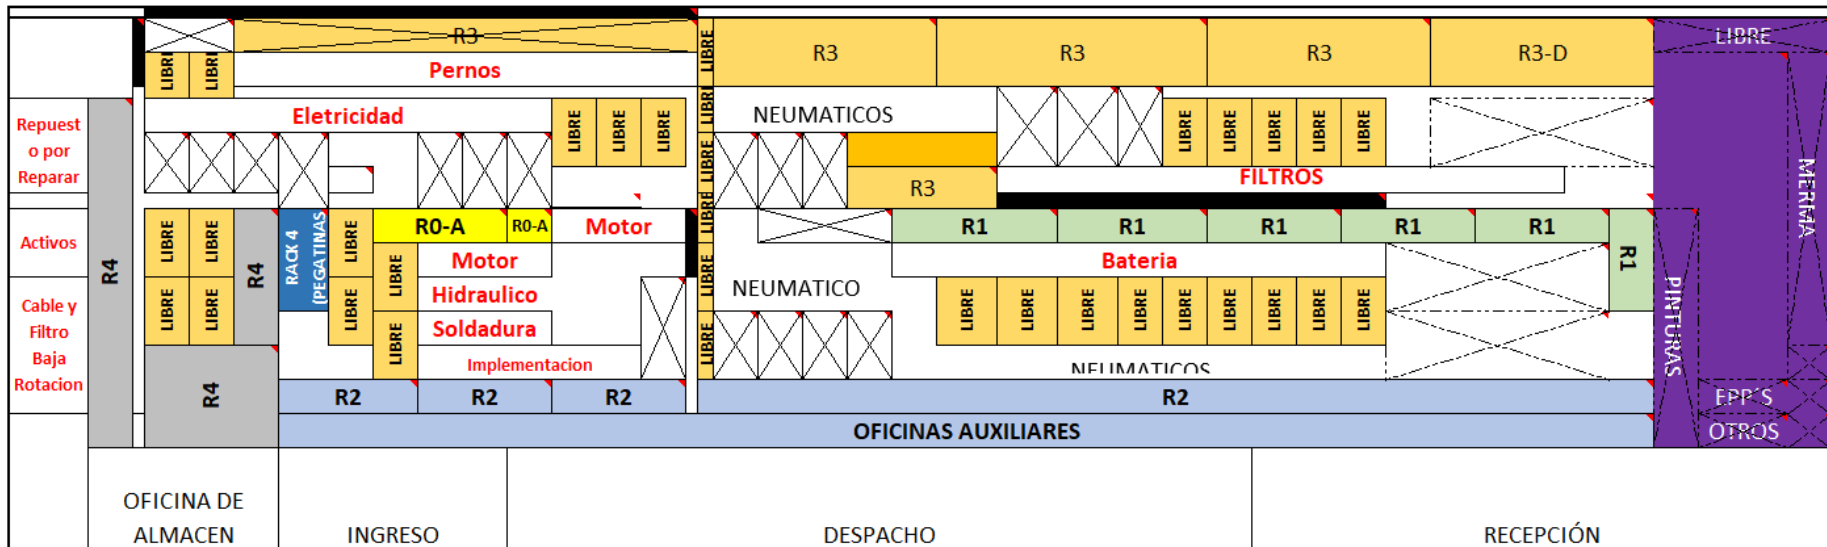 R3
LIBRE
R3
R3
R3
R3-D
LIBRE
LIBRE
LIBRE
Pernos
Repuest
o por
Reparar
Eletricidad
LIBRE
LIBRE
LIBRE
LIBRE
NEUMATICOS
LIBRE
LIBRE
LIBRE
LIBRE
LIBRE
LIBRE
R3
FILTROS
MERMA
Activos
R4
LIBRE
LIBRE
R4
RACK 4
(PEGATINAS
LIBRE
R0-A
R0-A
Motor
LIBRE
R1
R1
R1
R1
R1
R1
LIBRE
Motor
LIBRE
Bateria
Cable y
Filtro
Baja
Rotacion
LIBRE
LIBRE
LIBRE
Hidraulico
NEUMATICO
LIBRE
LIBRE
LIBRE
LIBRE
LIBRE
LIBRE
LIBRE
LIBRE
LIBRE
PINTURAS
LIBRE
Soldadura
LIBRE
Implementacion
NEUMATICOS
R4
R2
R2
R2
R2
EPP´S
OFICINAS AUXILIARES
OTROS
OFICINA DE
ALMACEN
INGRESO
DESPACHO
RECEPCIÓN